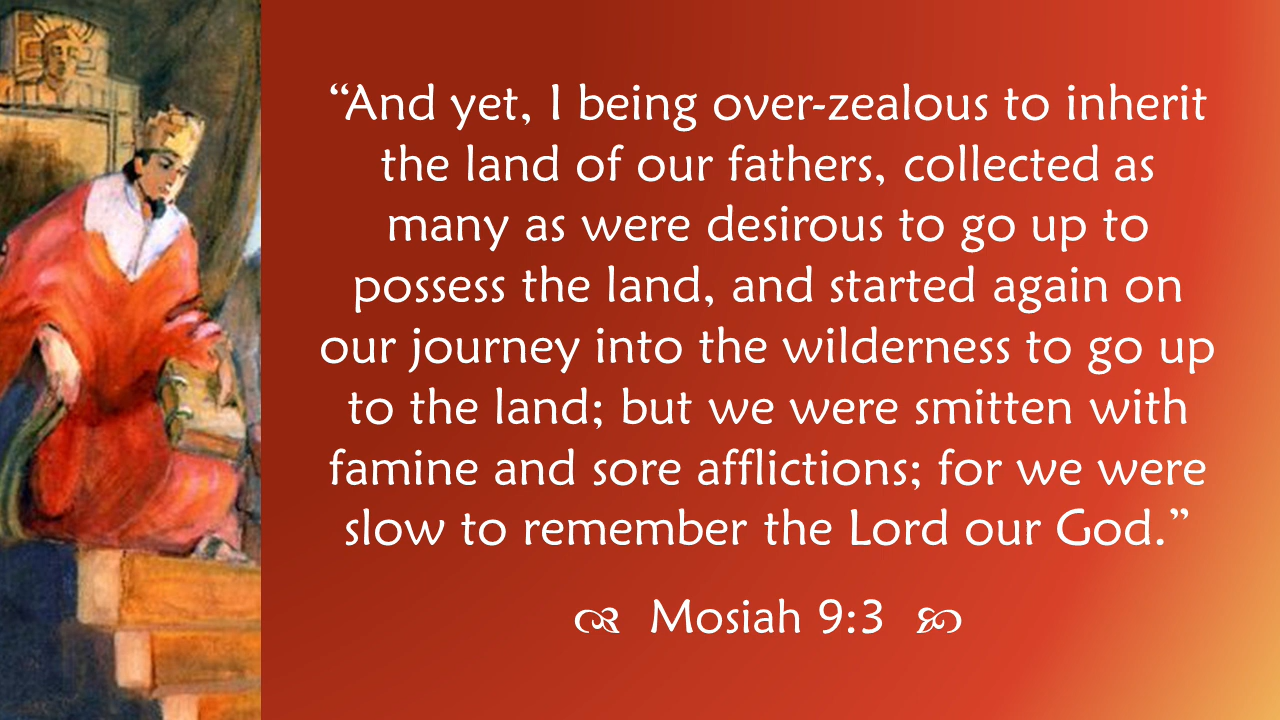 “And yet, I being over-zealous to inherit
the land of our fathers, collected as
many as were desirous to go up to
possess the land, and started again on
our journey into the wilderness to go up
to the land; but we were smitten with
famine and sore afflictions; for we were
slow to remember the Lord our God.”
Mosiah 9:3